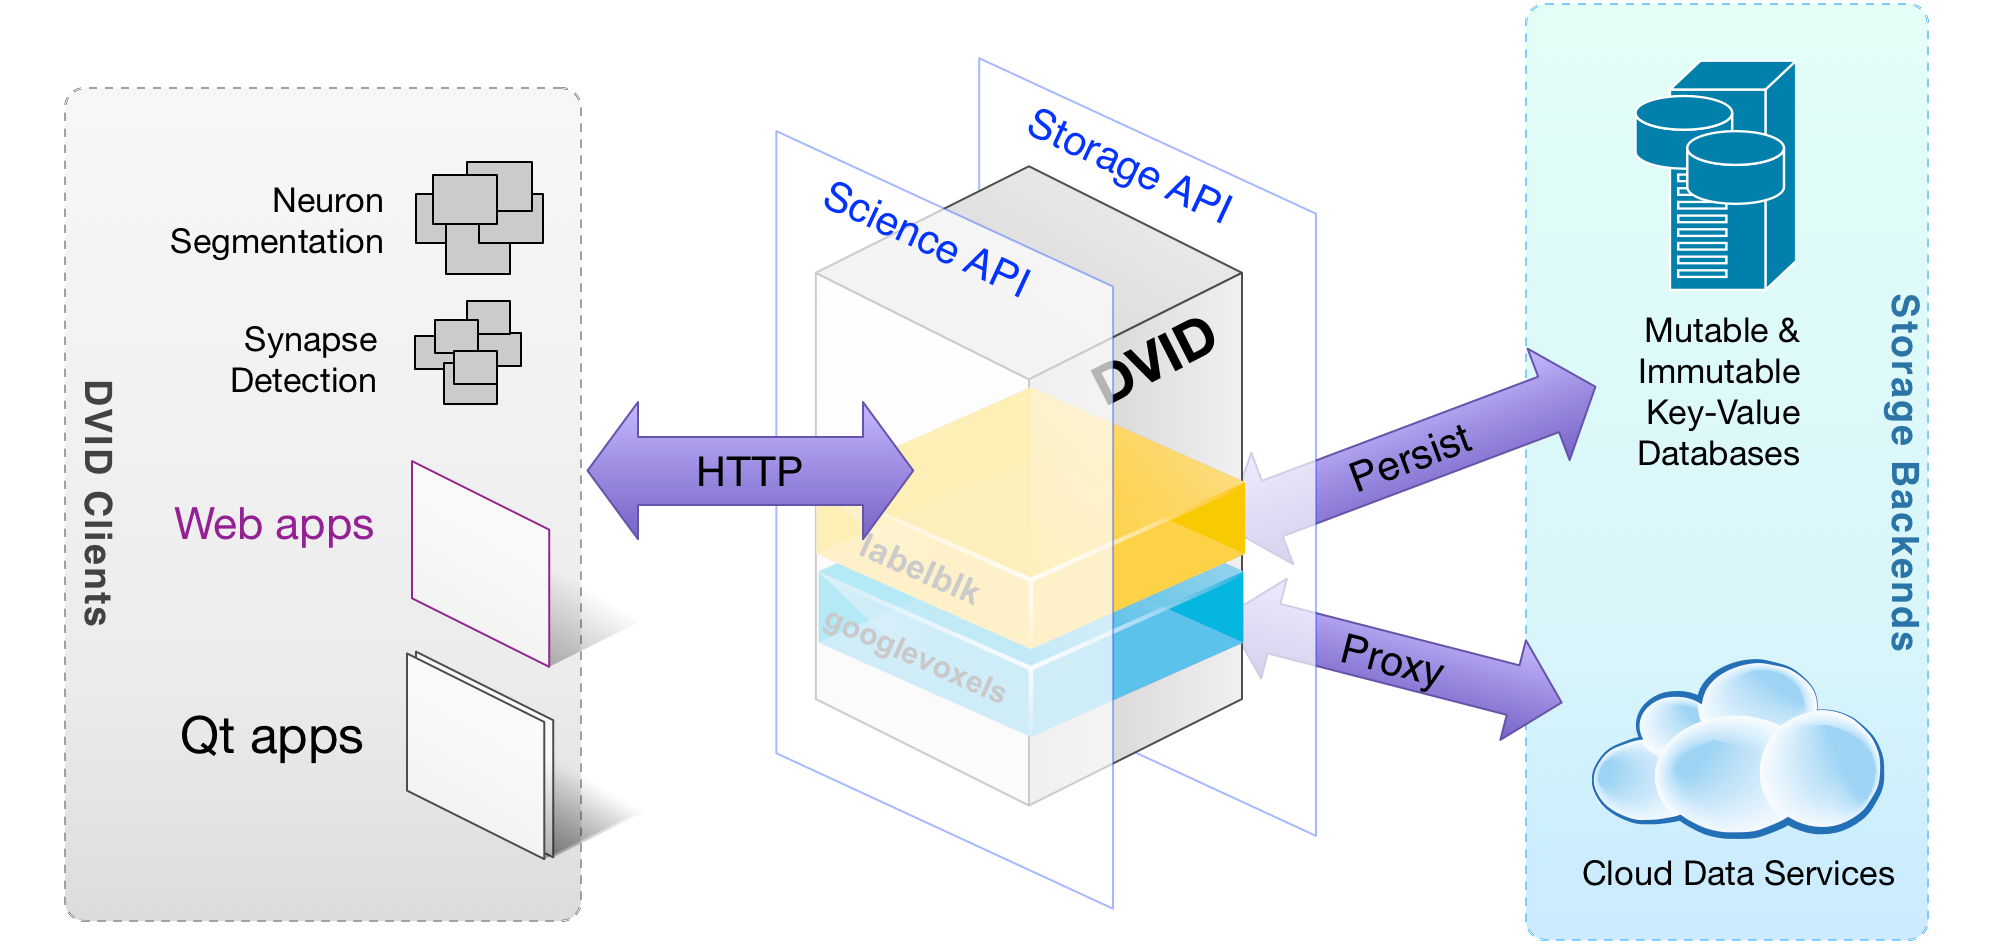 DVID Clients
Neuron
Segmentation
Synapse
Detection
Web apps
Qt apps
HTTP
Science API
Storage API
DVID
labelblk
googlevoxels
Persist
Proxy
Mutable &
Immutable
Key-Value
Databases
Cloud Data Services
Storage Backends